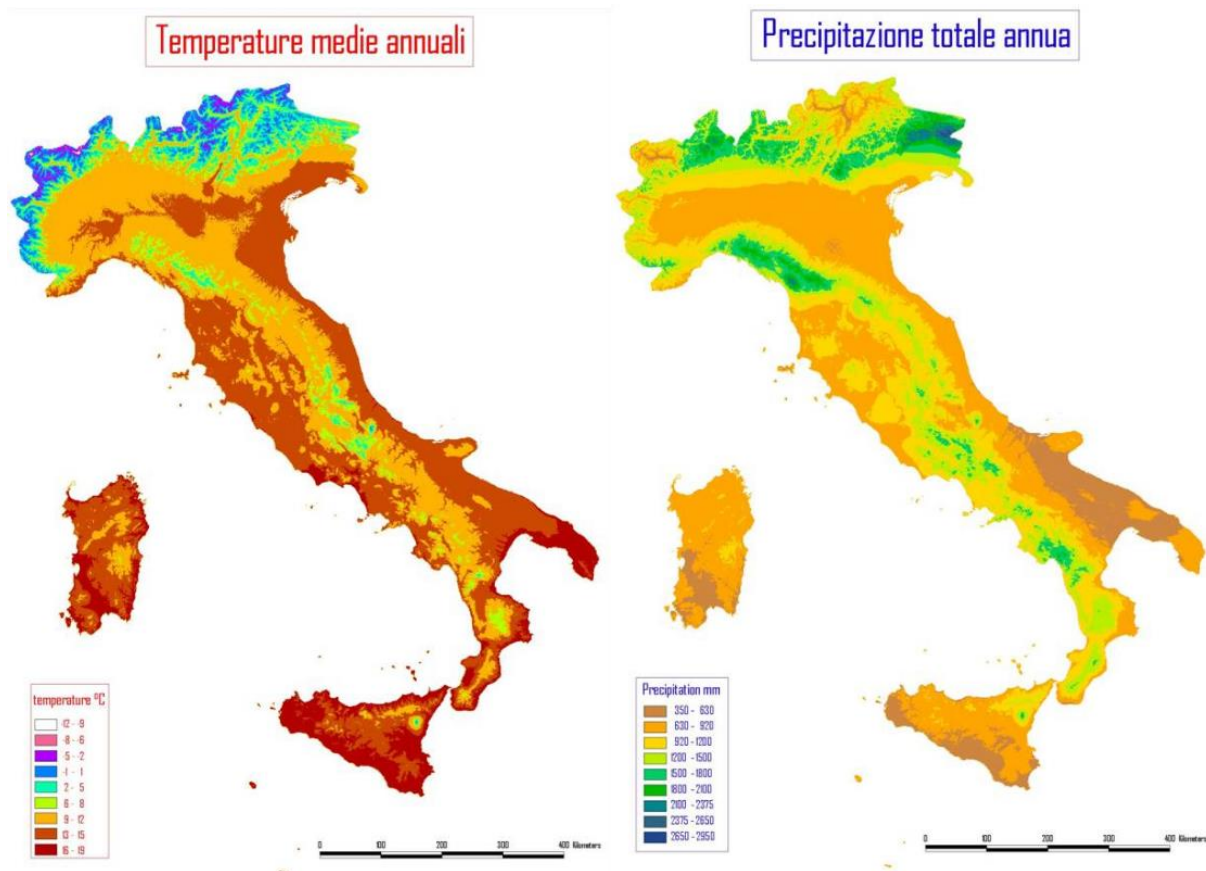 Temperature medie annuali
Precipitazione totale annua
temperature °C
-12 - -9
-8 - -6
-5 - -2
-1 - 1
2 - 5
6 - 8
9 - 12
13 - 15
16 - 19
0 100 200 300 400 Kilometers
Precipitation mm
350 - 630
630 - 920
920 - 1200
1200 - 1500
1500 - 1800
1800 - 2100
2100 - 2375
2375 - 2650
2650 - 2950
0 100 200 300 400 Kilometers